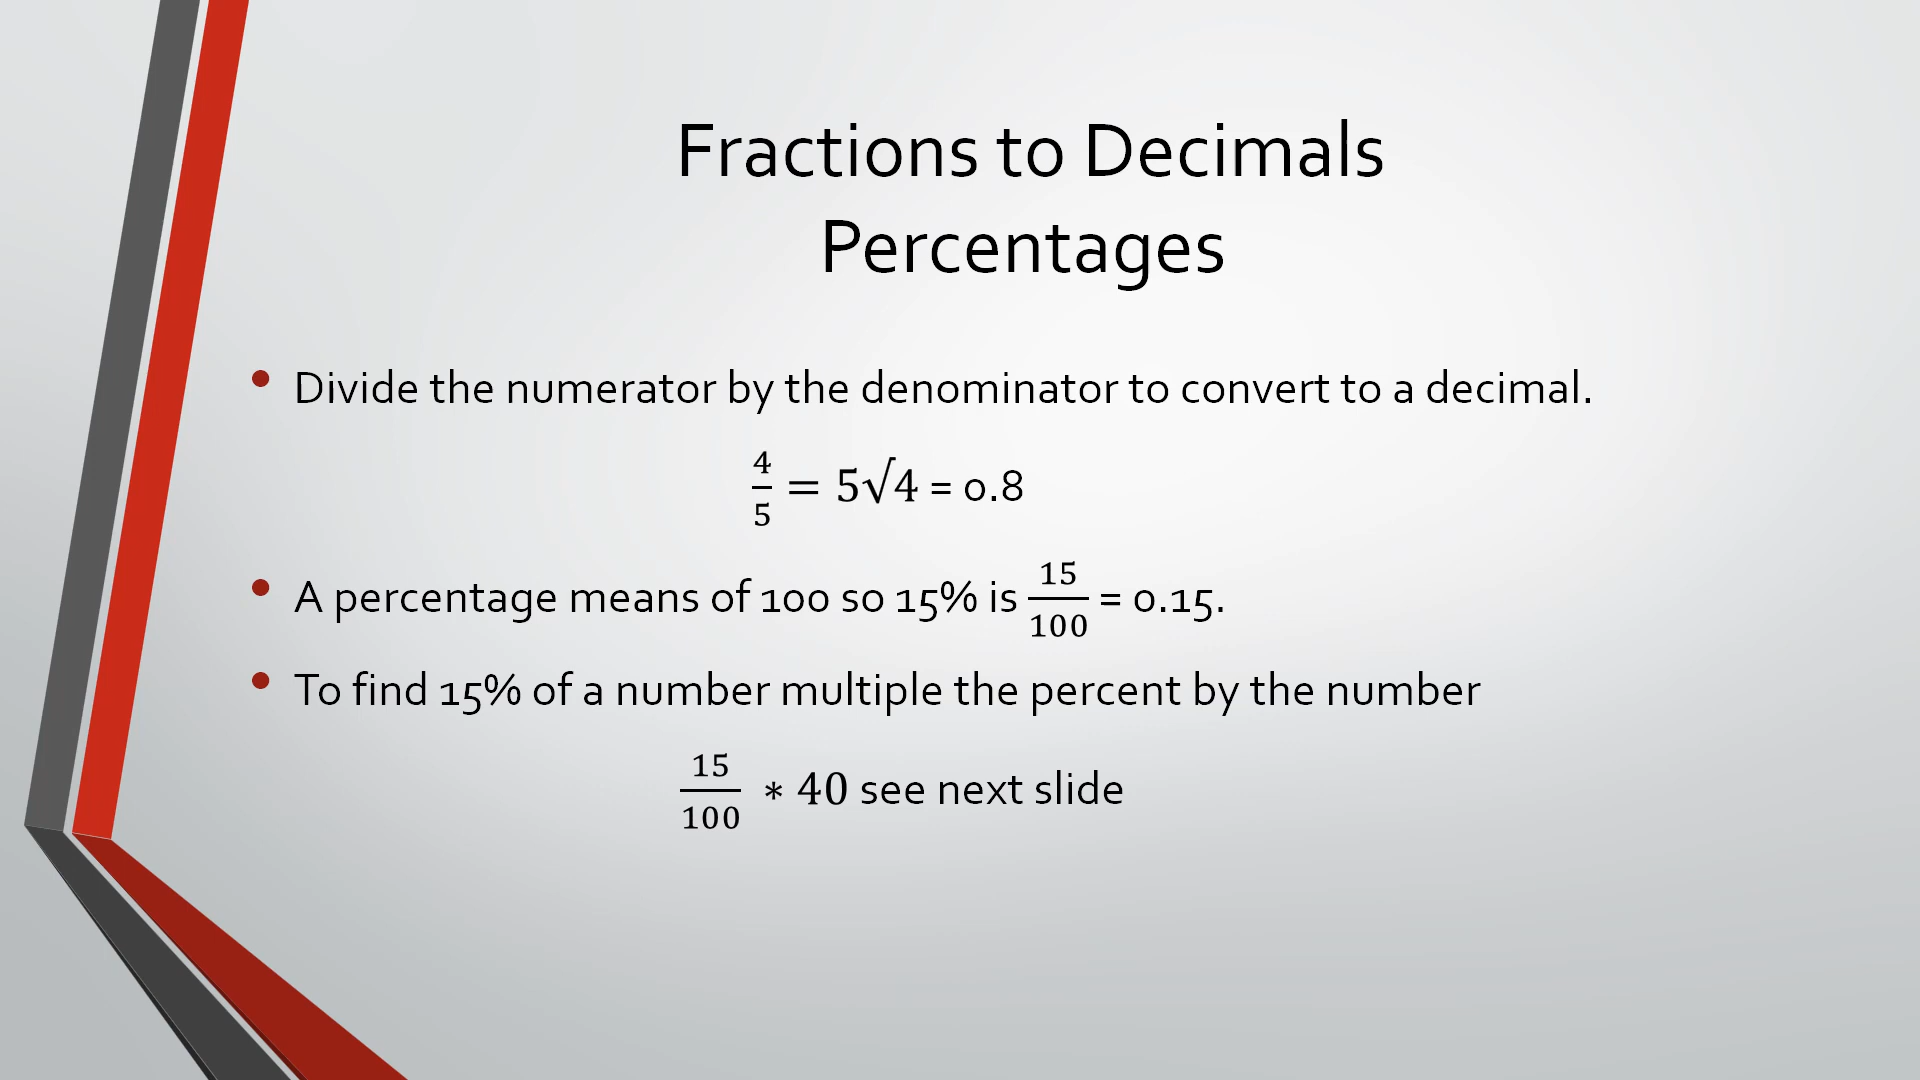 Fractions to Decimals
Percentages
• Divide the numerator by the denominator to convert to a decimal.
4/5 = 5√4 = 0.8
• A percentage means of 100 so 15% is 15/100 = 0.15.
• To find 15% of a number multiple the percent by the number
15/100 * 40 see next slide